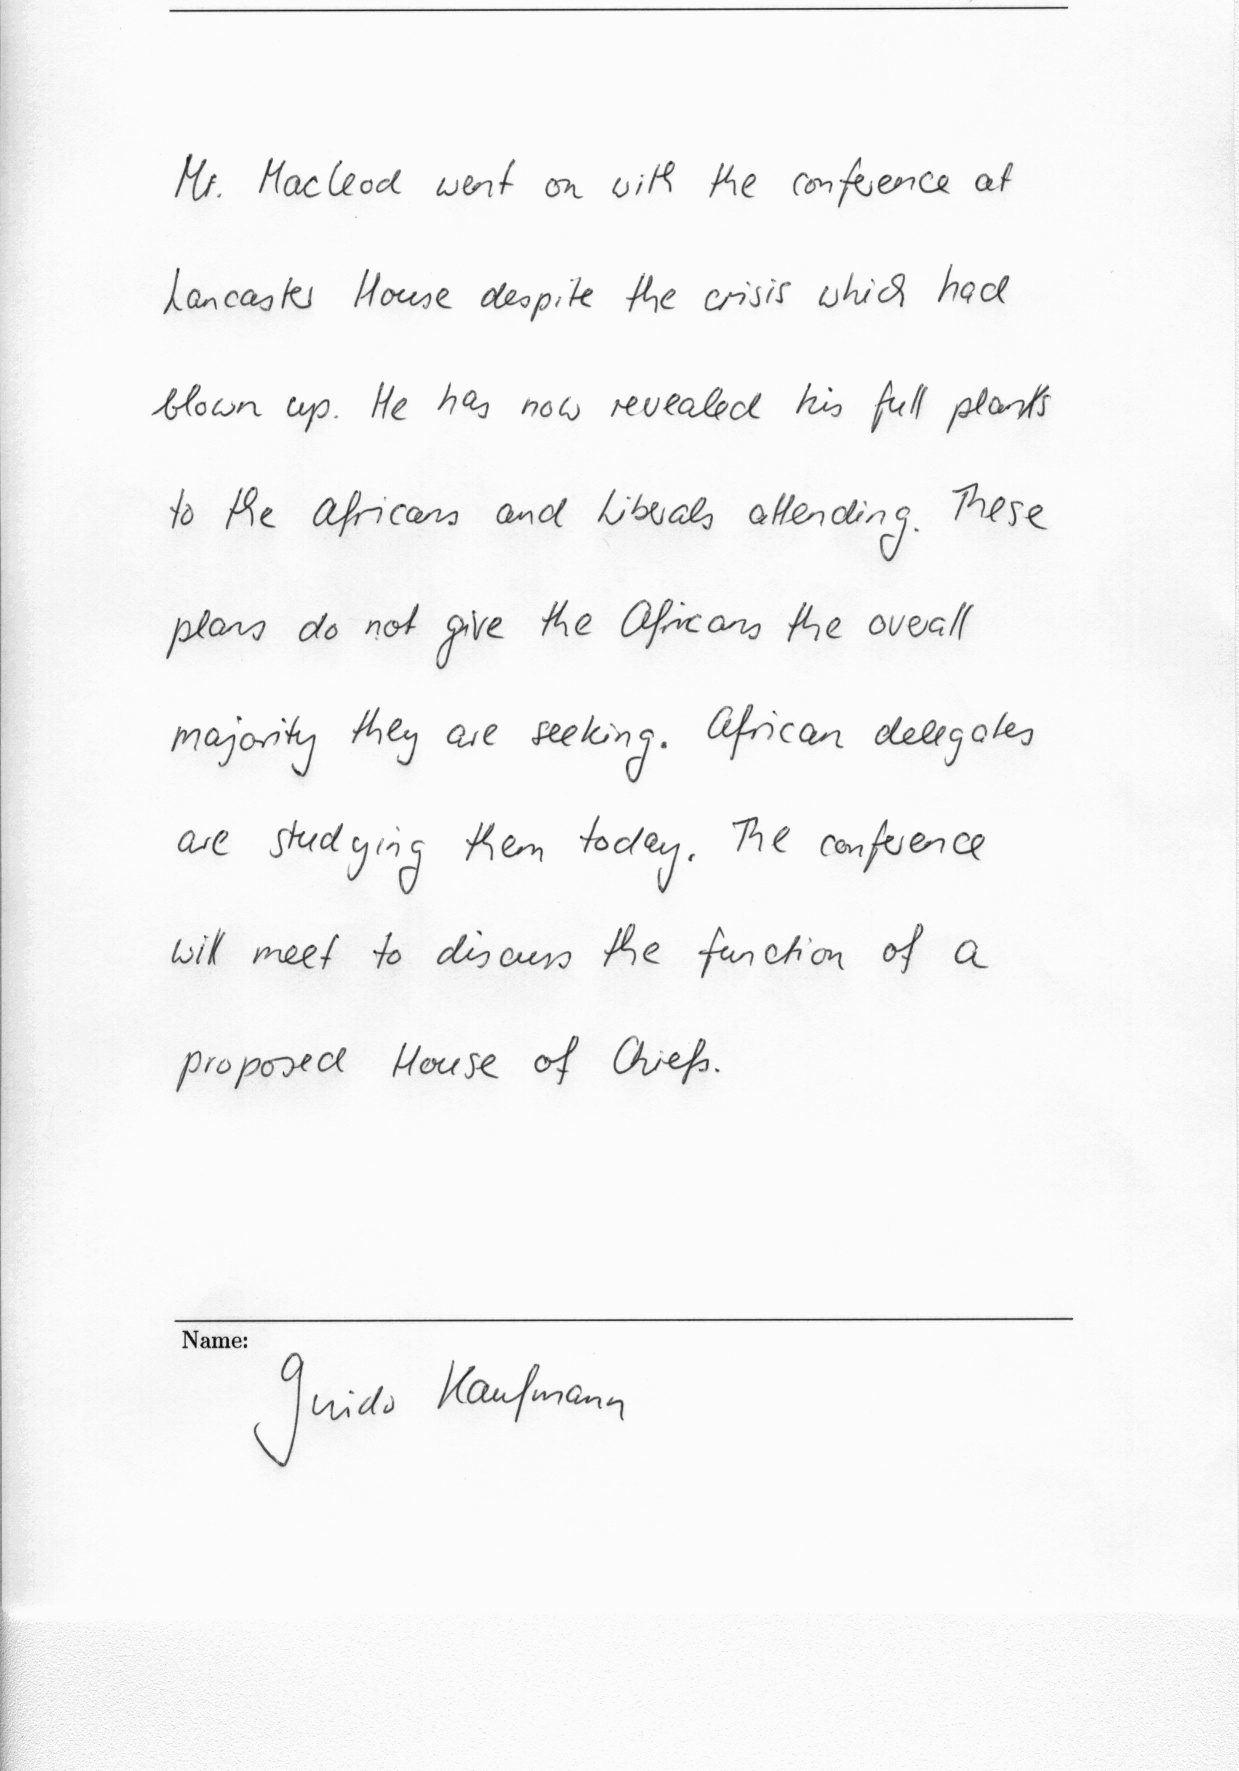 Mr. Macleod went on with the conference at
Lancaster House despite the crisis which had
blown up. He has now revealed his full plants
to the Africans and Liberals attending. These
plans do not give the Africans the overall
majority they are seeking. African delegates
are studying them today. The conference
will meet to discuss the function of a
proposed House of Chiefs.
Name:
Guido Kaufmann